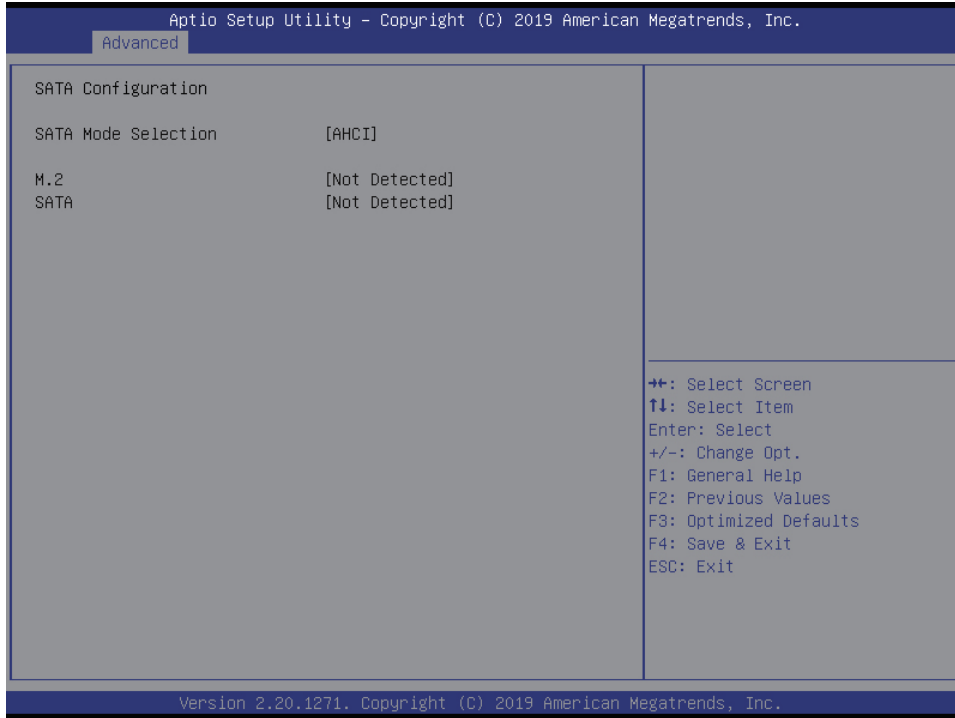 Aptio Setup Utility – Copyright (C) 2019 American Megatrends, Inc.
Advanced
SATA Configuration
SATA Mode Selection [AHCI]
M.2 [Not Detected]
SATA [Not Detected]
→←: Select Screen
↑↓: Select Item
Enter: Select
+/-: Change Opt.
F1: General Help
F2: Previous Values
F3: Optimized Defaults
F4: Save & Exit
ESC: Exit
Version 2.20.1271. Copyright (C) 2019 American Megatrends, Inc.